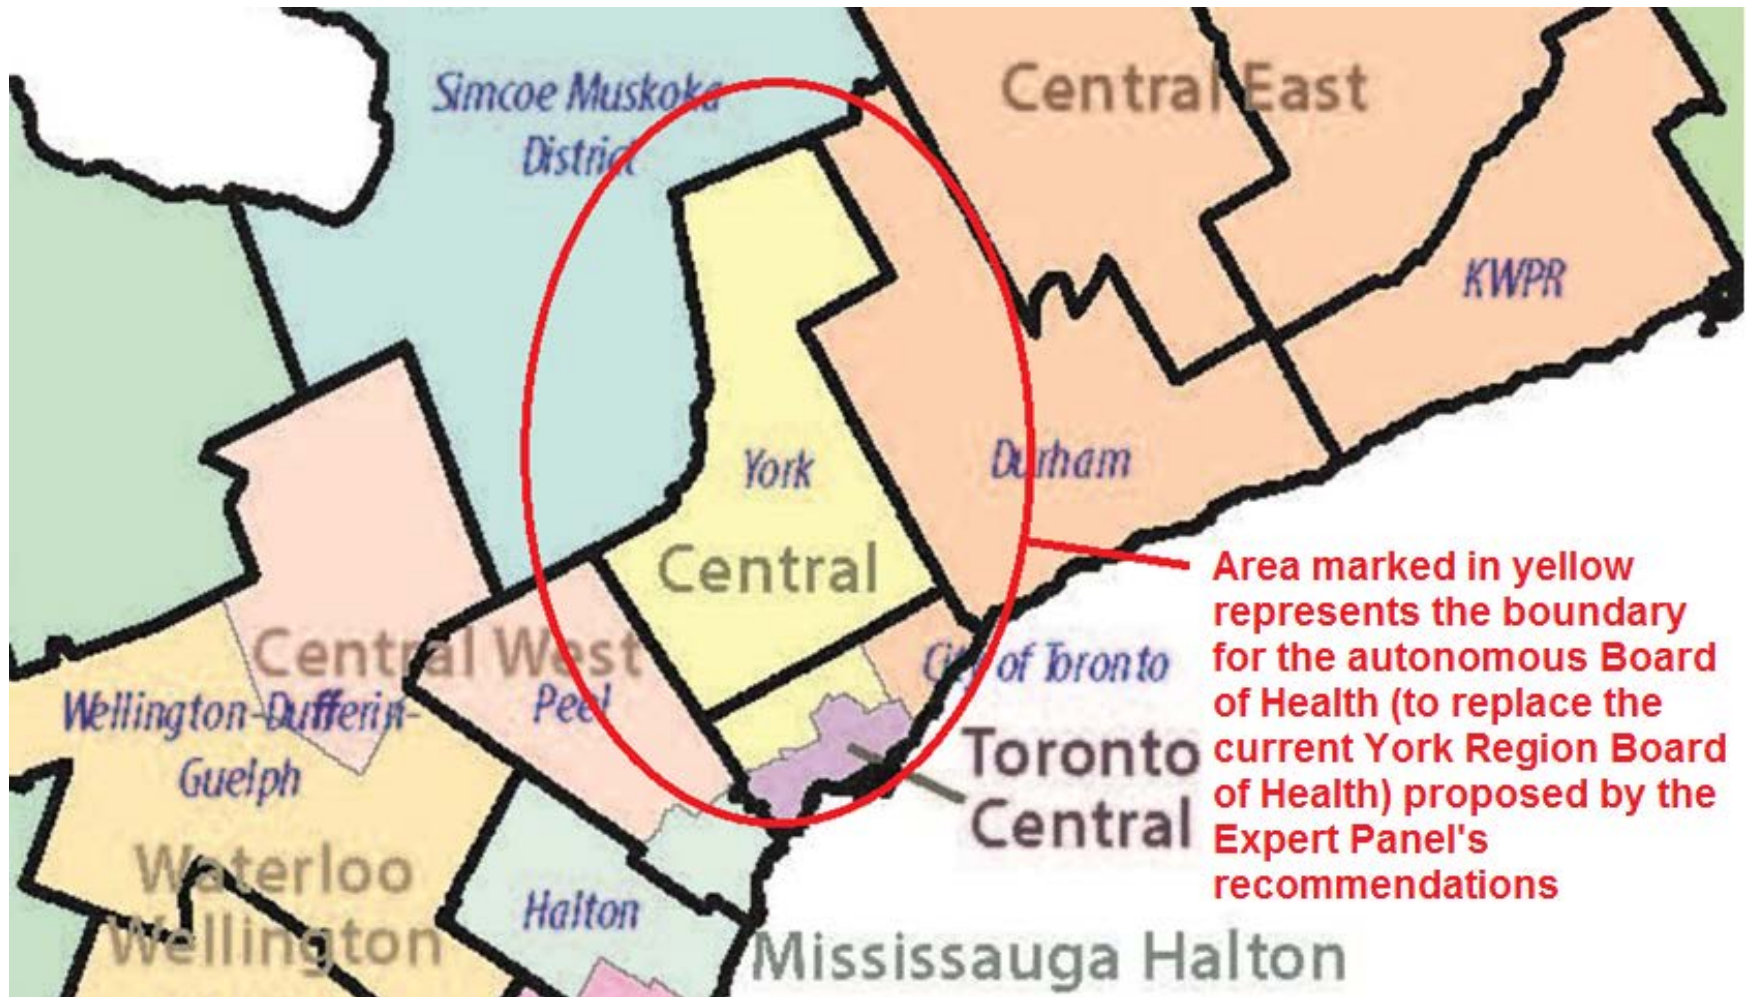 Simcoe Muskoka
District
Central East
KWPR
York
Durham
Central
Central West
Peel
City of Toronto
Wellington-Dufferin-
Guelph
Toronto
Central
Waterloo
Wellington
Halton
Mississauga Halton
Area marked in yellow
represents the boundary
for the autonomous Board
of Health (to replace the
current York Region Board
of Health) proposed by the
Expert Panel's
recommendations